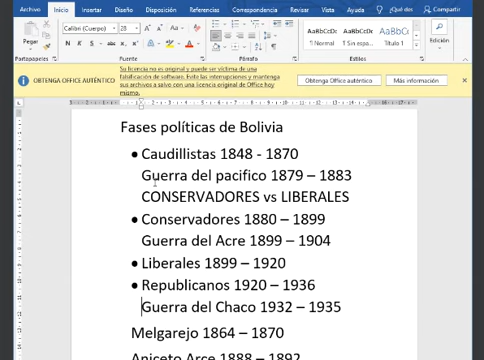 Archivo Inicio Insertar Diseño Disposición Referencias Correspondencia Revisar Vista Ayuda ¿Qué des Compartir
Calibri (Cuerpo) 28
Pegar
AaBbCcDc AaBbCcDc AaBbCc
¶ Normal ¶ Sin espa... Título 1
Portapapeles Fuente Párrafo Estilos
OBTENGA OFFICE AUTÉNTICO Su licencia no es original y puede ser víctima de una falsificación de software. Evite las interrupciones y mantenga sus archivos a salvo con una licencia original de Office hoy mismo. Obtenga Office auténtico Más información
Fases políticas de Bolivia
• Caudillistas 1848 - 1870
Guerra del pacifico 1879 – 1883
CONSERVADORES vs LIBERALES
• Conservadores 1880 – 1899
Guerra del Acre 1899 – 1904
• Liberales 1899 – 1920
• Republicanos 1920 – 1936
Guerra del Chaco 1932 – 1935
Melgarejo 1864 – 1870
Aniceto Arce 1888 – 1892